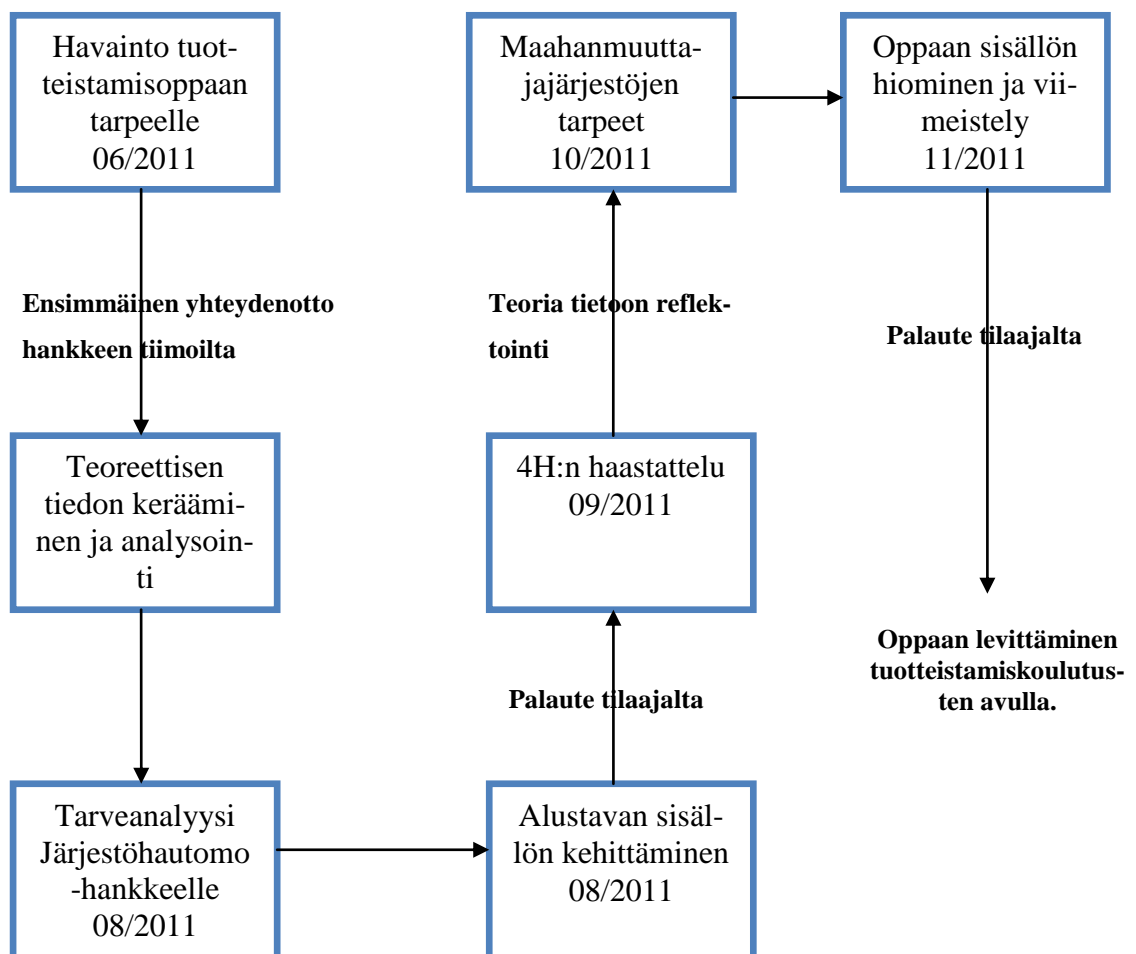 Havainto tuot-
teistamisoppaan
tarpeelle
06/2011
Ensimmäinen yhteydenotto
hankkeen tiimoilta
Teoreettisen
tiedon keräämi-
nen ja analysoin-
ti
Tarveanalyysi
Järjestöhautomo
-hankkeelle
08/2011
Alustavan sisäl-
lön kehittäminen
08/2011
Palaute tilaajalta
4H:n haastattelu
09/2011
Teoria tietoon reflek-
tointi
Maahanmuutta-
jajärjestöjen
tarpeet
10/2011
Oppaan sisällön
hiominen ja vii-
meistely
11/2011
Palaute tilaajalta
Oppaan levittäminen
tuotteistamiskoulutus-
ten avulla.